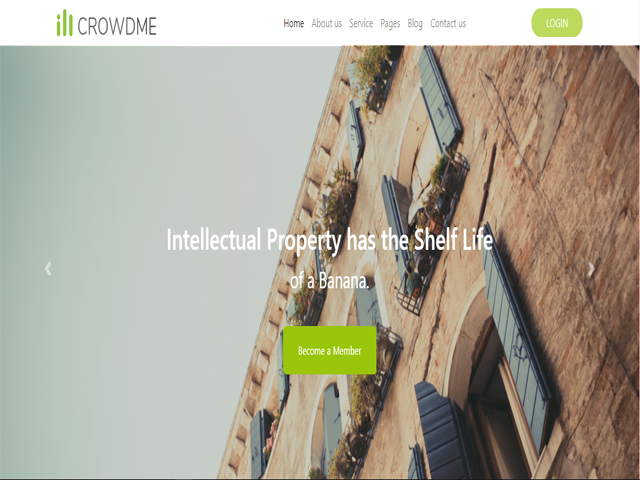 CROWDME
Home About us Service Pages Blog Contact us
LOGIN
Intellectual Property has the Shelf Life
of a Banana.
Become a Member